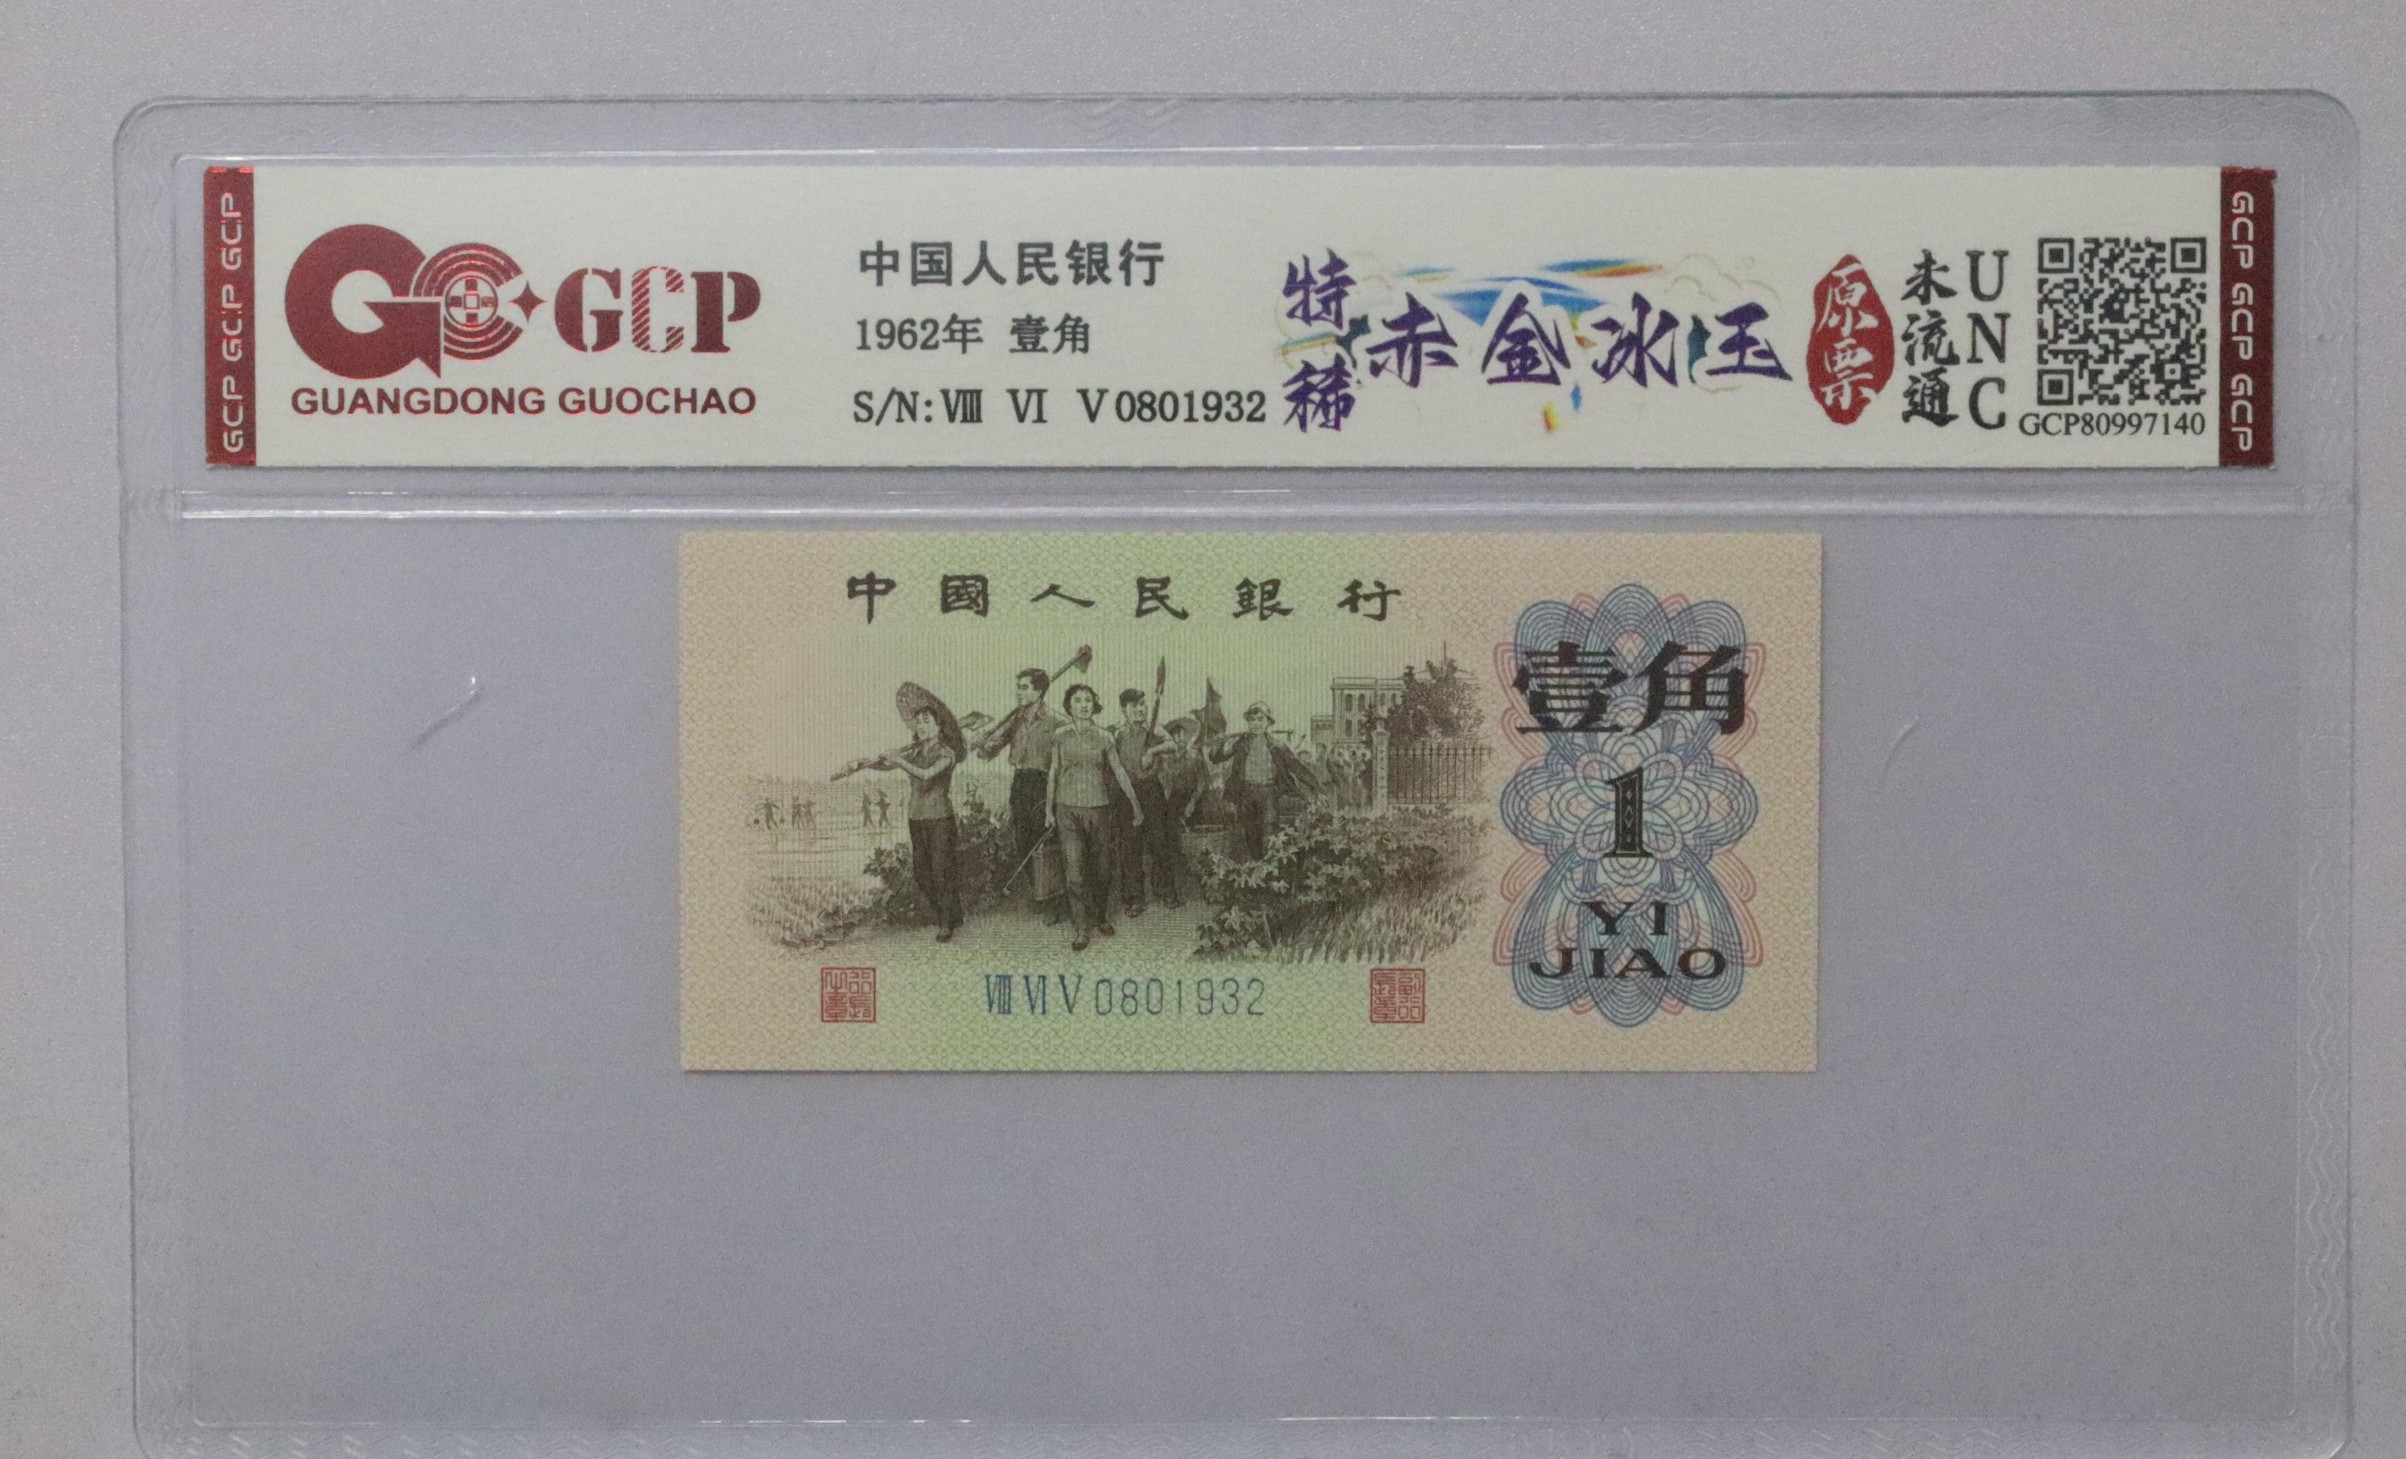 GCP GCP GCP
GCP
GUANGDONG GUOCHAO
中国人民银行
1962年 壹角
S/N: Ⅷ Ⅵ Ⅴ 0801932
特稀
赤金冰玉
原票
未流通
UNC
GCP80997140
GCP GCP GCP
中國人民銀行
壹角
1
YI
JIAO
Ⅷ Ⅵ Ⅴ 0801932